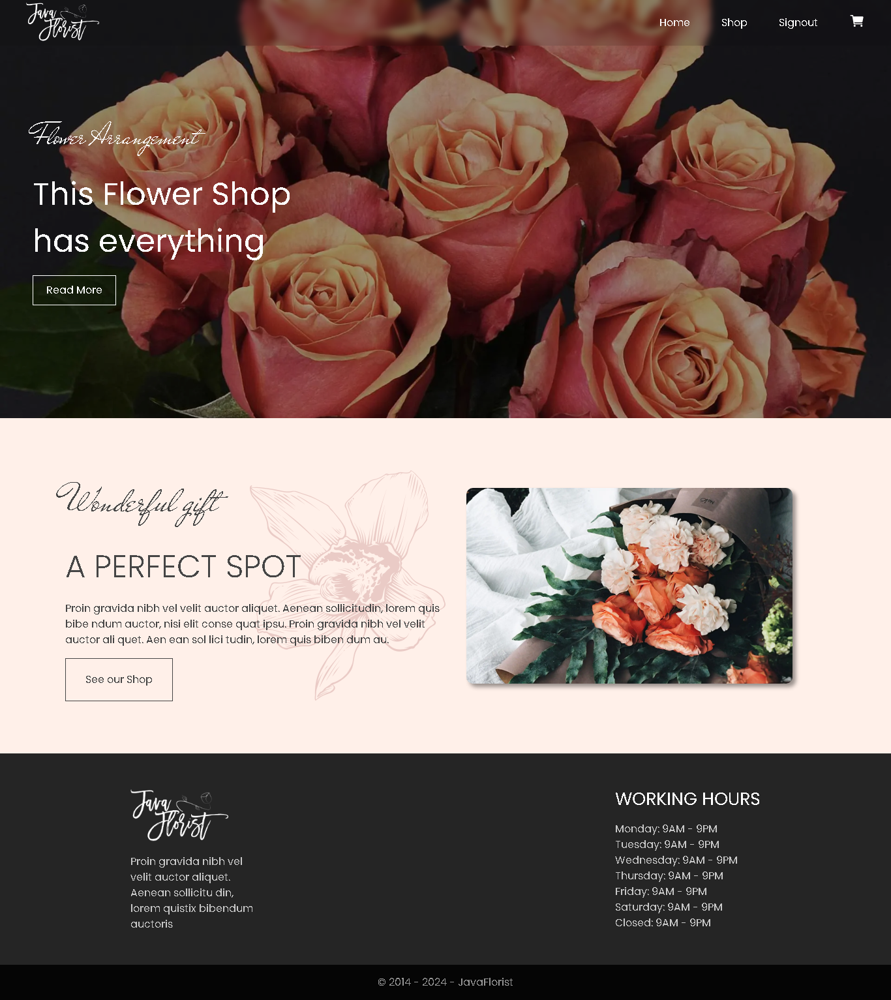 Java
Florist
Home
Shop
Signout
Flower Arrangement
This Flower Shop
has everything
Read More
Wonderful gift
A PERFECT SPOT
Proin gravida nibh vel velit auctor aliquet. Aenean sollicitudin, lorem quis
bibe ndum auctor, nisi elit conse quat ipsu. Proin gravida nibh vel velit
auctor ali quet. Aen ean sol lici tudin, lorem quis biben dum au.
See our Shop
Java
Florist
Proin gravida nibh vel
velit auctor aliquet.
Aenean sollicitu din,
lorem quistix bibendum
auctoris
WORKING HOURS
Monday: 9AM - 9PM
Tuesday: 9AM - 9PM
Wednesday: 9AM - 9PM
Thursday: 9AM - 9PM
Friday: 9AM - 9PM
Saturday: 9AM - 9PM
Closed: 9AM - 9PM
© 2014 - 2024 - JavaFlorist